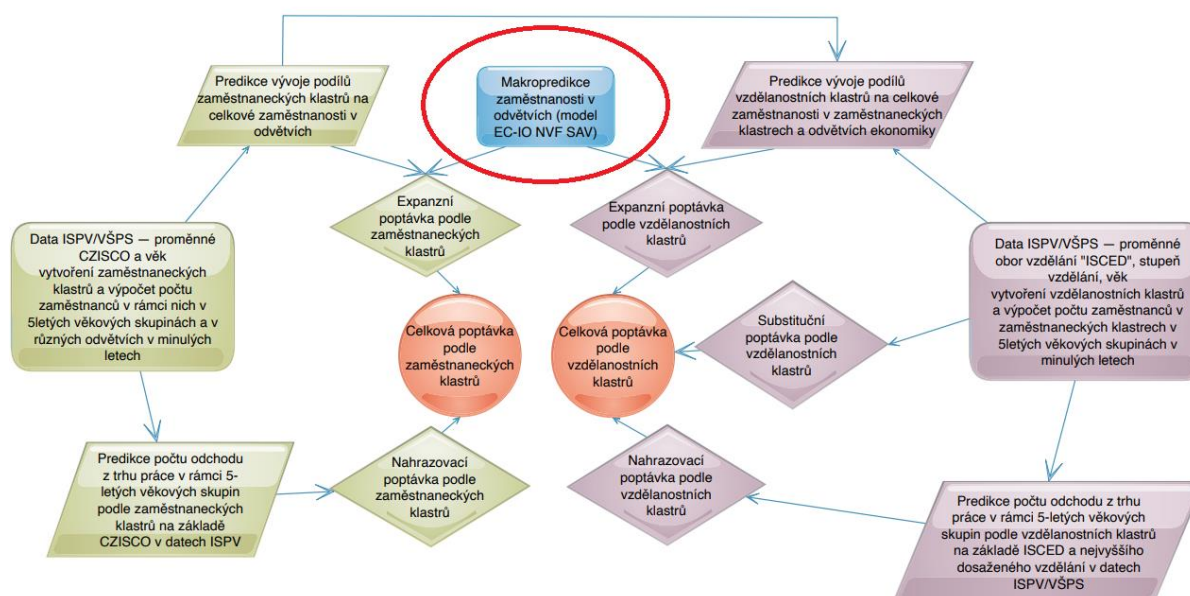 Predikce vývoje podílů
zaměstnaneckých klastrů na
celkové zaměstnanosti v
odvětvích
Makropredikce
zaměstnanosti v
odvětvích (model
EC-IO NVF SAV)
Predikce vývoje podílů
vzdělanostních klastrů na celkové
zaměstnanosti v zaměstnaneckých
klastrech a odvětvích ekonomiky
Expanzní
poptávka podle
zaměstnaneckých
klastrů
Expanzní poptávka
podle vzdělanostních
klastrů
Data ISPV/VŠPS — proměnné
CZISCO a věk
vytvoření zaměstnaneckých
klastrů a výpočet počtu
zaměstnanců v rámci nich v
5letých věkových skupinách a v
různých odvětvích v minulých
letech
Celková poptávka
podle
zaměstnaneckých
klastrů
Celková poptávka
podle
vzdělanostních
klastrů
Substituční
poptávka podle
vzdělanostních
klastrů
Data ISPV/VŠPS — proměnné
obor vzdělání "ISCED", stupeň
vzdělání, věk
vytvoření vzdělanostních klastrů
a výpočet počtu zaměstnanců v
zaměstnaneckých klastrech v
5letých věkových skupinách v
minulých letech
Predikce počtu odchodu
z trhu práce v rámci 5-
letých věkových skupin
podle zaměstnaneckých
klastrů na základě
CZISCO v datech ISPV
Nahrazovací
poptávka podle
zaměstnaneckých
klastrů
Nahrazovací
poptávka podle
vzdělanostních
klastrů
Predikce počtu odchodu z trhu
práce v rámci 5-letých věkových
skupin podle vzdělanostních klastrů
na základě ISCED a nejvyššího
dosaženého vzdělání v datech
ISPV/VŠPS